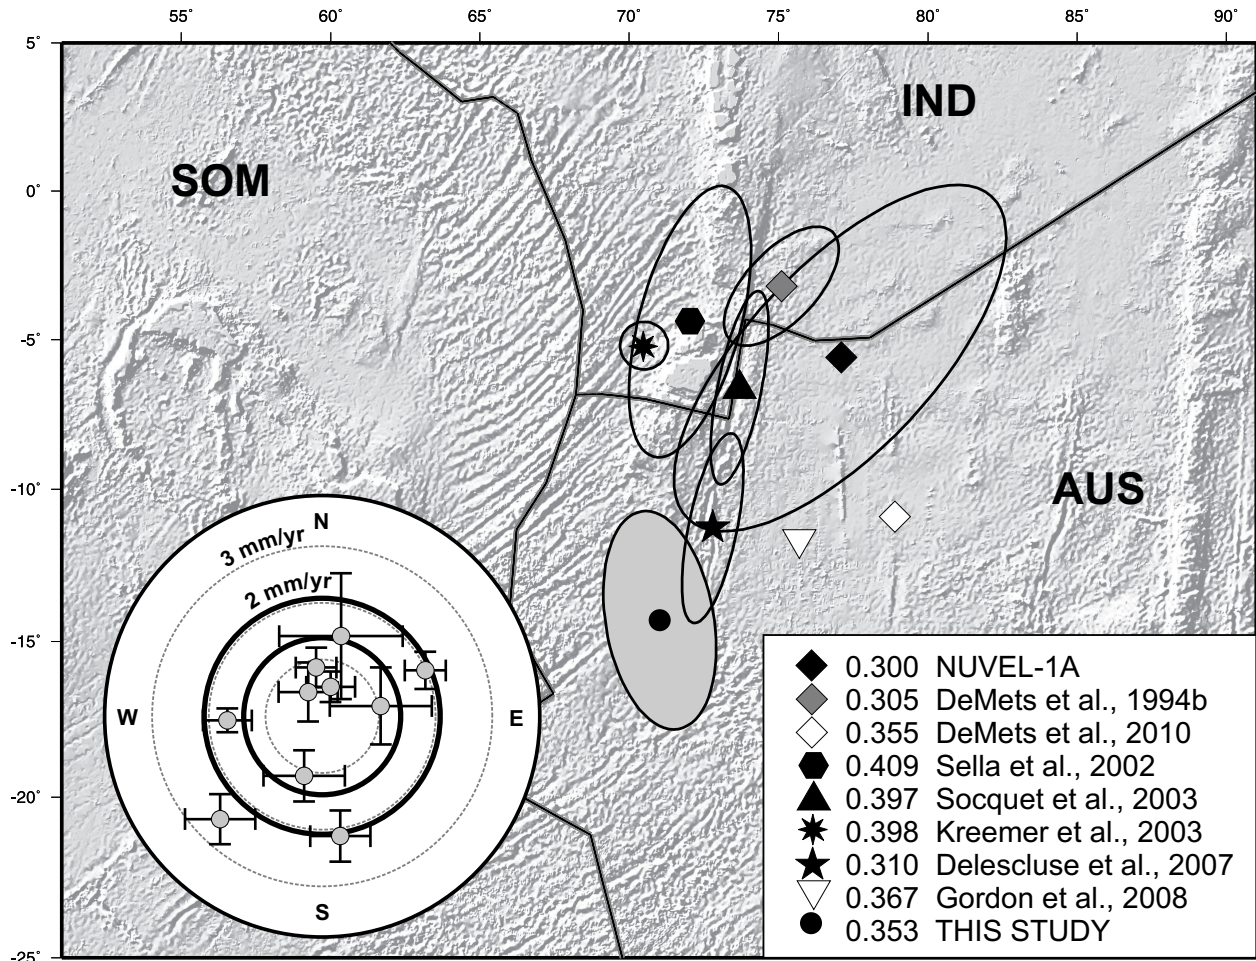 55° 60° 65° 70° 75° 80° 85° 90°
5°
IND
SOM
0°
-5°
AUS
-10°
N
3 mm/yr
2 mm/yr
-15°
W E
-20°
S
-25°
0.300 NUVEL-1A
0.305 DeMets et al., 1994b
0.355 DeMets et al., 2010
0.409 Sella et al., 2002
0.397 Socquet et al., 2003
0.398 Kreemer et al., 2003
0.310 Delescluse et al., 2007
0.367 Gordon et al., 2008
0.353 THIS STUDY